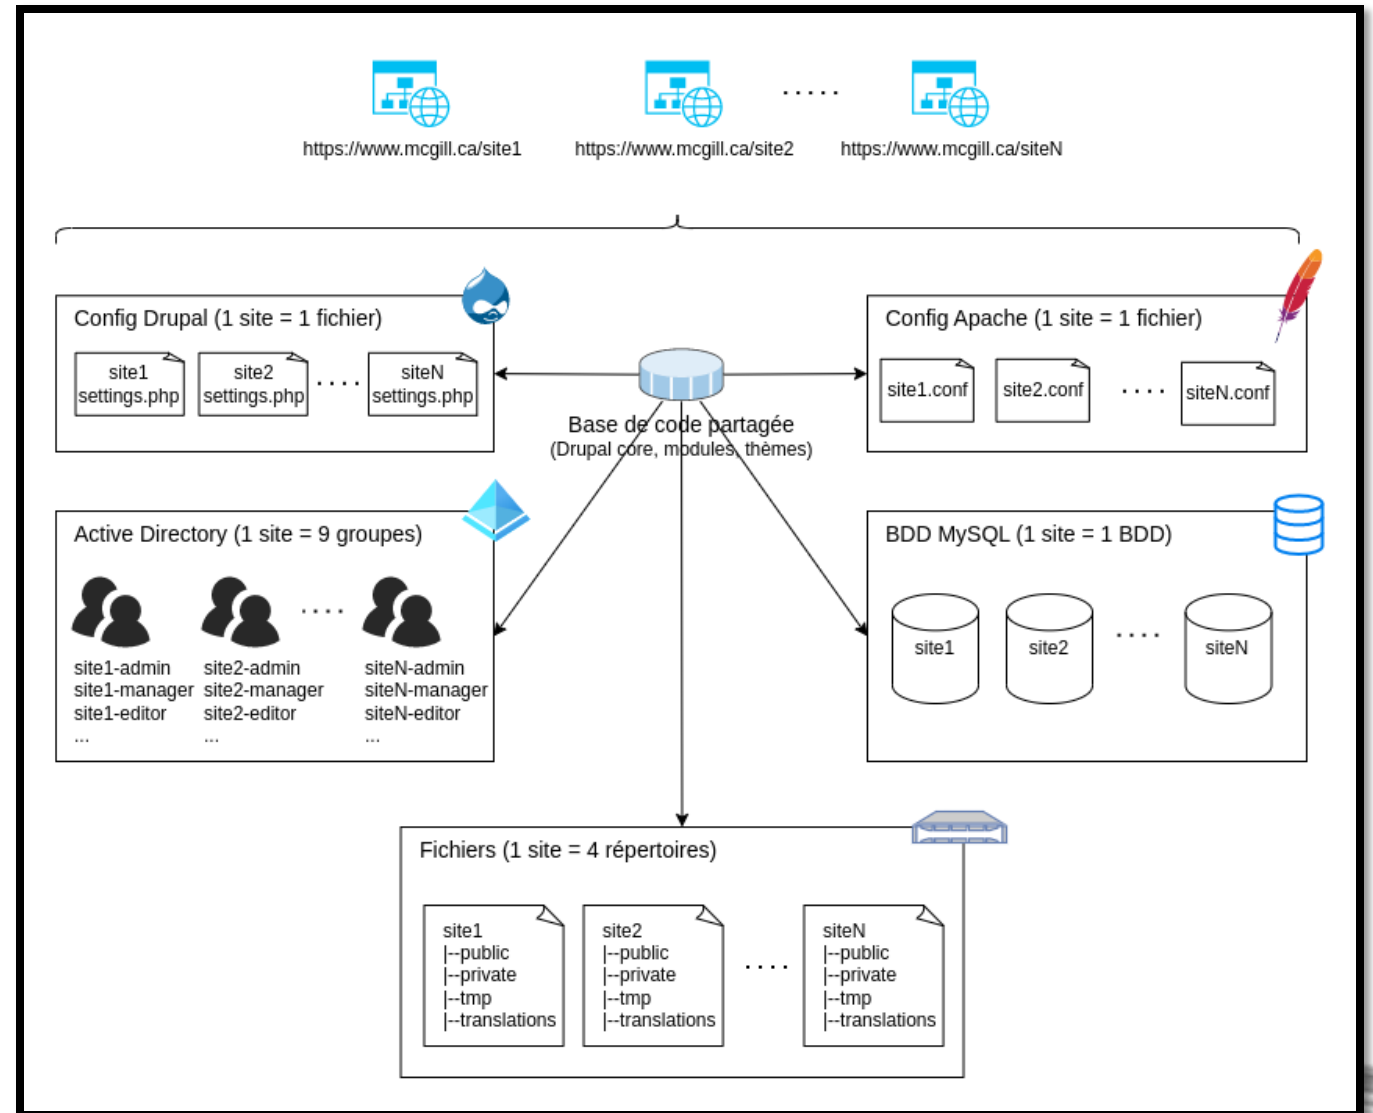 https://www.mcgill.ca/site1
https://www.mcgill.ca/site2
.....
https://www.mcgill.ca/siteN
Config Drupal (1 site = 1 fichier)
site1
settings.php
site2
settings.php
....
siteN
settings.php
Base de code partagée
(Drupal core, modules, thèmes)
Config Apache (1 site = 1 fichier)
site1.conf
site2.conf
....
siteN.conf
Active Directory (1 site = 9 groupes)
....
site1-admin
site1-manager
site1-editor
...
site2-admin
site2-manager
site2-editor
...
siteN-admin
siteN-manager
siteN-editor
...
BDD MySQL (1 site = 1 BDD)
site1
site2
....
siteN
Fichiers (1 site = 4 répertoires)
site1
|--public
|--private
|--tmp
|--translations
site2
|--public
|--private
|--tmp
|--translations
....
siteN
|--public
|--private
|--tmp
|--translations